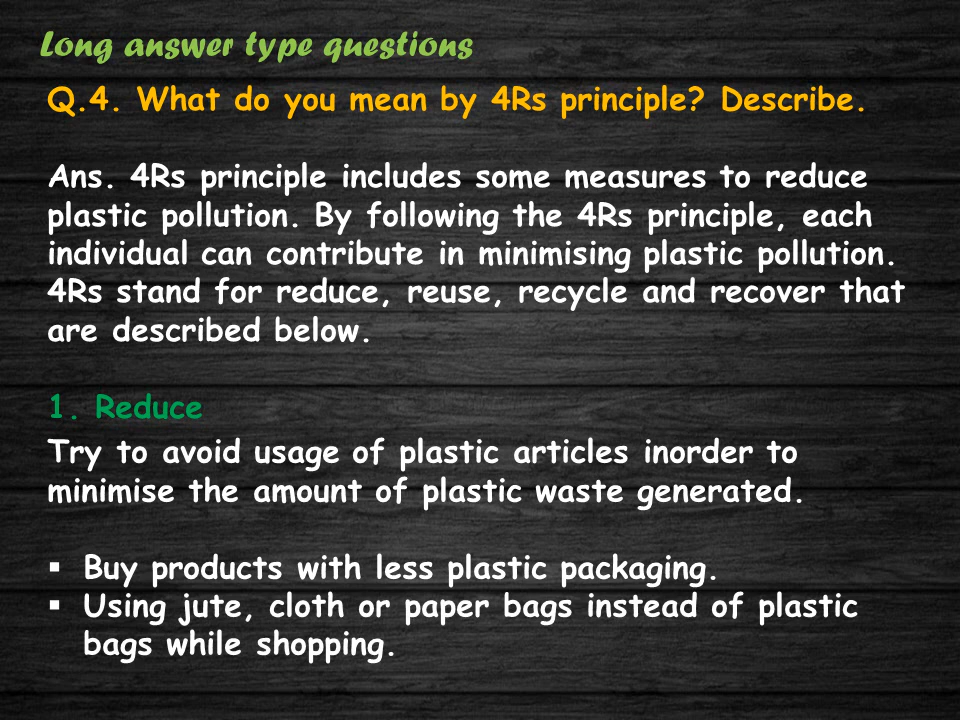 Long answer type questions
Q.4. What do you mean by 4Rs principle? Describe.
Ans. 4Rs principle includes some measures to reduce
plastic pollution. By following the 4Rs principle, each
individual can contribute in minimising plastic pollution.
4Rs stand for reduce, reuse, recycle and recover that
are described below.
1. Reduce
Try to avoid usage of plastic articles inorder to
minimise the amount of plastic waste generated.
▪ Buy products with less plastic packaging.
▪ Using jute, cloth or paper bags instead of plastic
bags while shopping.